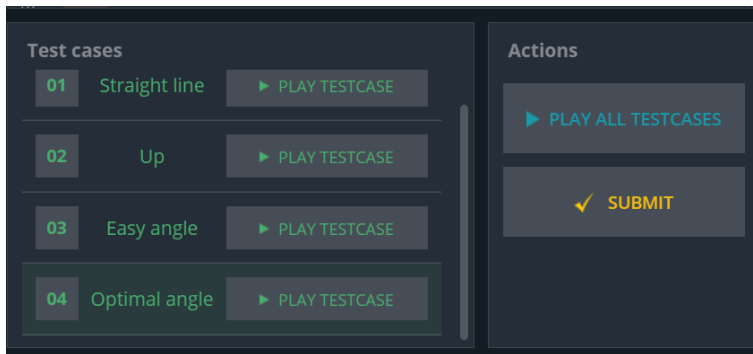 Test cases
01 Straight line PLAY TESTCASE
02 Up PLAY TESTCASE
03 Easy angle PLAY TESTCASE
04 Optimal angle PLAY TESTCASE
Actions
PLAY ALL TESTCASES
SUBMIT